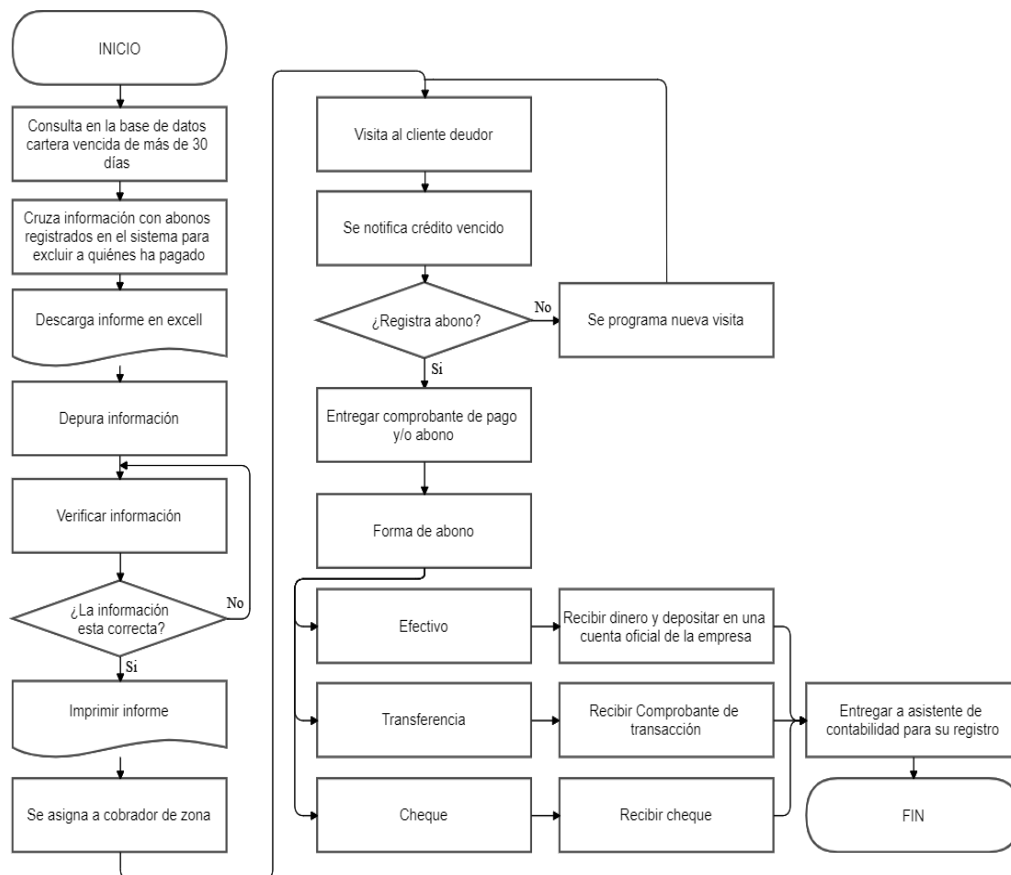 INICIO
Consulta en la base de datos
cartera vencida de más de 30
días
Cruza información con abonos
registrados en el sistema para
excluir a quiénes ha pagado
Descarga informe en excell
Depura información
Verificar información
¿La información
esta correcta?
No
Si
Imprimir informe
Se asigna a cobrador de zona
Visita al cliente deudor
Se notifica crédito vencido
¿Registra abono?
No
Se programa nueva visita
Si
Entregar comprobante de pago
y/o abono
Forma de abono
Efectivo
Recibir dinero y depositar en una
cuenta oficial de la empresa
Transferencia
Recibir Comprobante de
transacción
Cheque
Recibir cheque
Entregar a asistente de
contabilidad para su registro
FIN